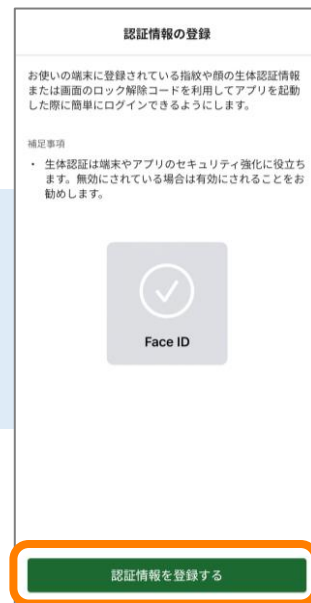 認証情報の登録
お使いの端末に登録されている指紋や顔の生体認証情報
または画面のロック解除コードを利用してアプリを起動
した際に簡単にログインできるようにします。
補足事項
・ 生体認証は端末やアプリのセキュリティ強化に役立ち
ます。無効にされている場合は有効にされることをお
勧めします。
Face ID
認証情報を登録する